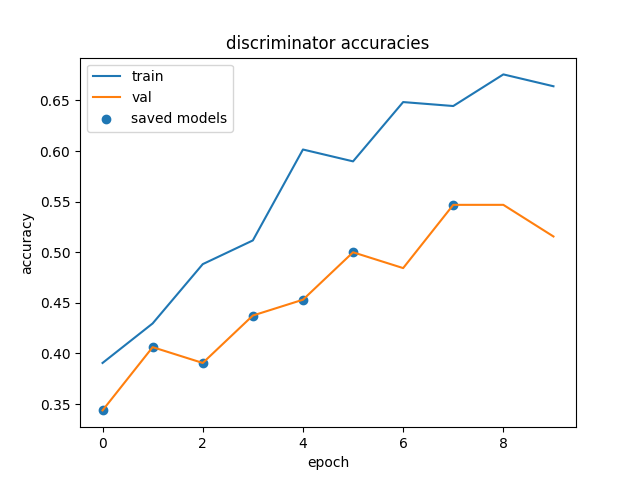 discriminator accuracies
train
val
saved models
accuracy
0.65
0.60
0.55
0.50
0.45
0.40
0.35
0 2 4 6 8
epoch